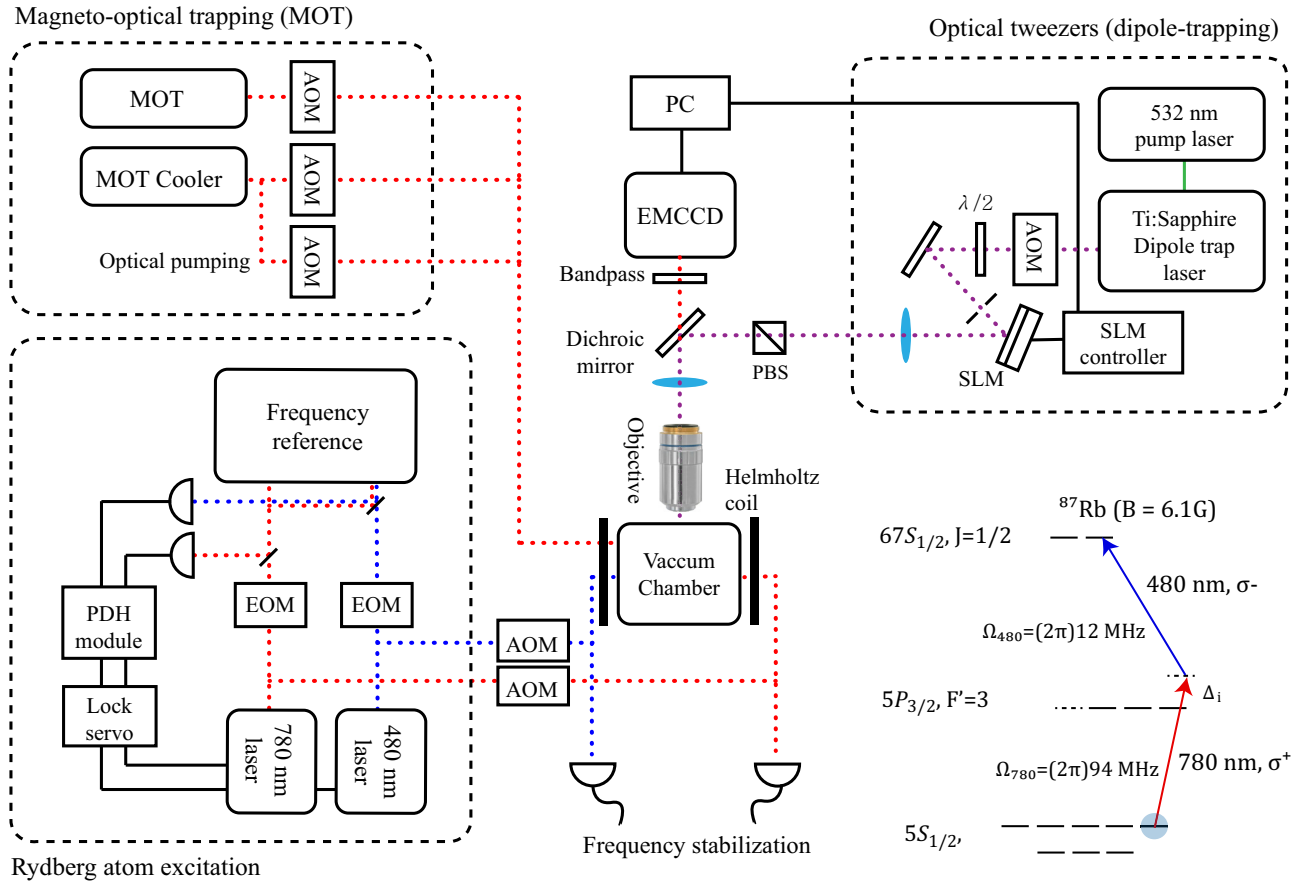 Magneto-optical trapping (MOT)
MOT
AOM
MOT Cooler
AOM
Optical pumping
AOM
PC
EMCCD
Bandpass
Dichroic
mirror
Objective
Optical tweezers (dipole-trapping)
532 nm
pump laser
Ti:Sapphire
Dipole trap
laser
AOM
λ/2
SLM
controller
SLM
PBS
Frequency
reference
PDH
module
Lock
servo
EOM
EOM
780 nm
laser
480 nm
laser
Rydberg atom excitation
AOM
AOM
Helmholtz
coil
Vaccum
Chamber
Frequency stabilization
⁸⁷Rb (B = 6.1G)
67S₁/₂, J=1/2
480 nm, σ-
Ω₄₈₀=(2π)12 MHz
5P₃/₂, F'=3
Δᵢ
Ω₇₈₀=(2π)94 MHz
780 nm, σ⁺
5S₁/₂,